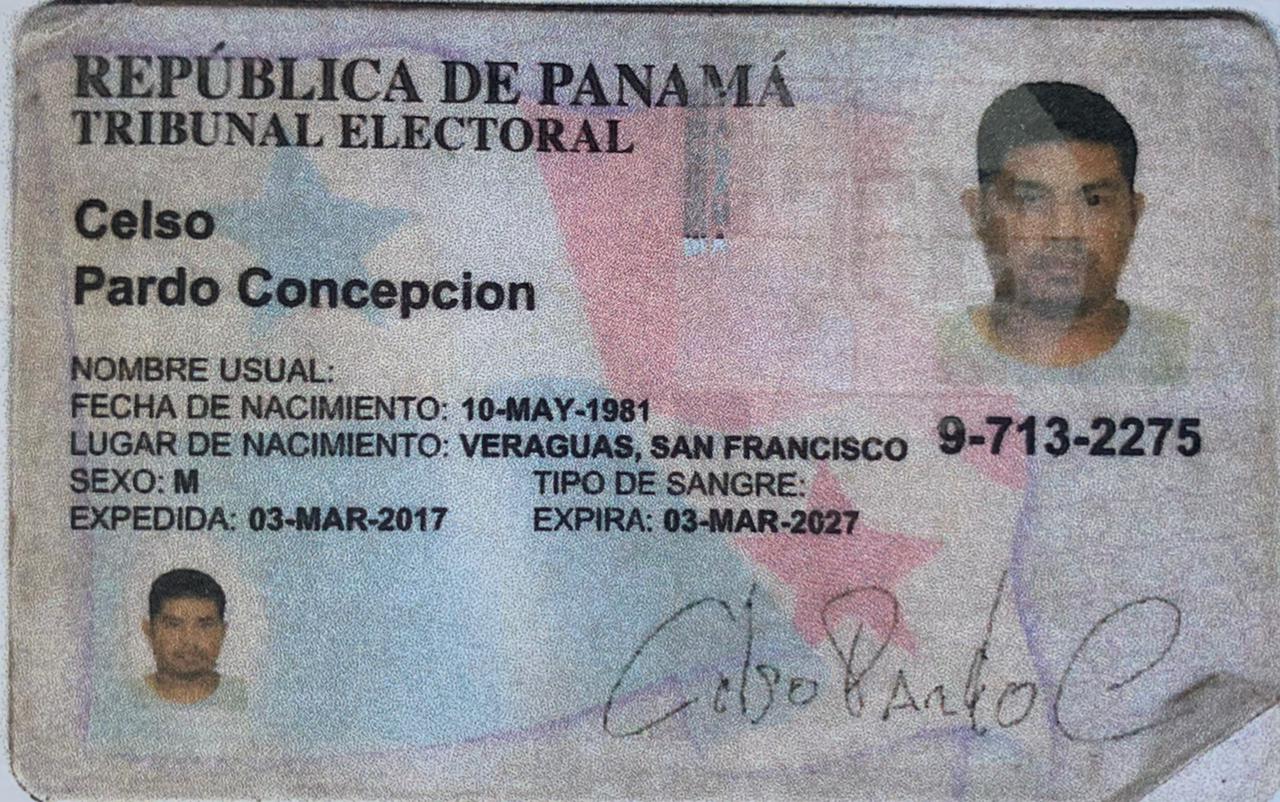 REPÚBLICA DE PANAMÁ
TRIBUNAL ELECTORAL
Celso
Pardo Concepcion
NOMBRE USUAL:
FECHA DE NACIMIENTO: 10-MAY-1981
LUGAR DE NACIMIENTO: VERAGUAS, SAN FRANCISCO
9-713-2275
SEXO: M TIPO DE SANGRE:
EXPEDIDA: 03-MAR-2017 EXPIRA: 03-MAR-2027
Celso Pardo C